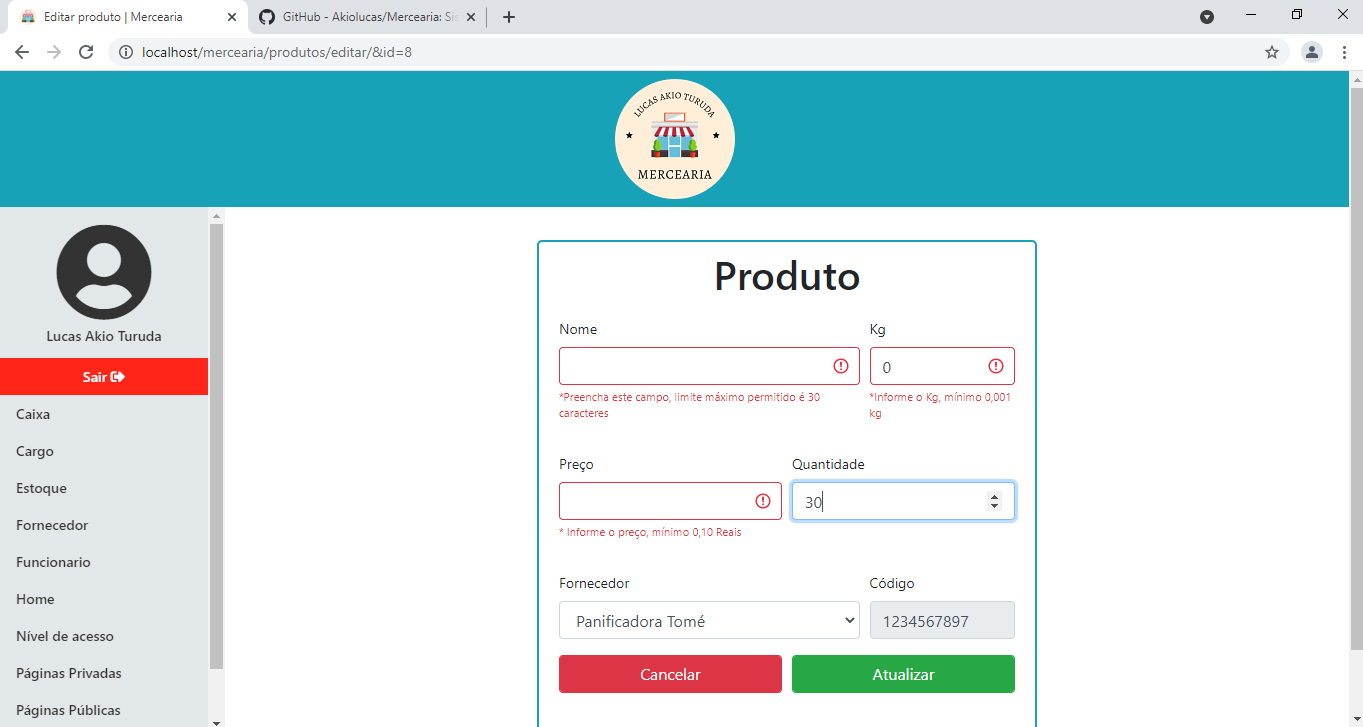 Editar produto | Mercearia
GitHub - Akiolucas/Mercearia: Sis
localhost/mercearia/produtos/editar/&id=8
LUCAS AKIO TURUDA
MERCEARIA
Lucas Akio Turuda
Sair
Caixa
Cargo
Estoque
Fornecedor
Funcionario
Home
Nível de acesso
Páginas Privadas
Páginas Públicas
Produto
Nome
Kg
0
*Preencha este campo, limite máximo permitido é 30
caracteres
*Informe o Kg, mínimo 0,001
kg
Preço
Quantidade
30
* Informe o preço, mínimo 0,10 Reais
Fornecedor
Código
Panificadora Tomé
1234567897
Cancelar
Atualizar